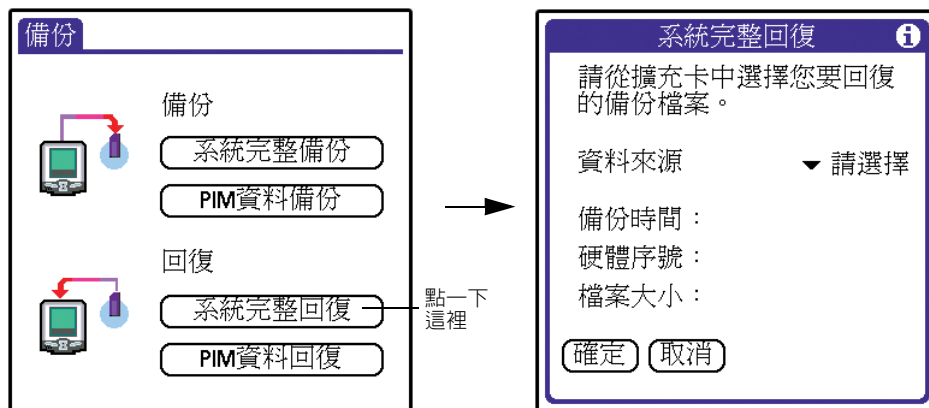 備份
備份
系統完整備份
PIM資料備份
回復
系統完整回復
PIM資料回復
點一下
這裡
系統完整回復
請從擴充卡中選擇您要回復
的備份檔案。
資料來源 請選擇
備份時間：
硬體序號：
檔案大小：
確定 取消